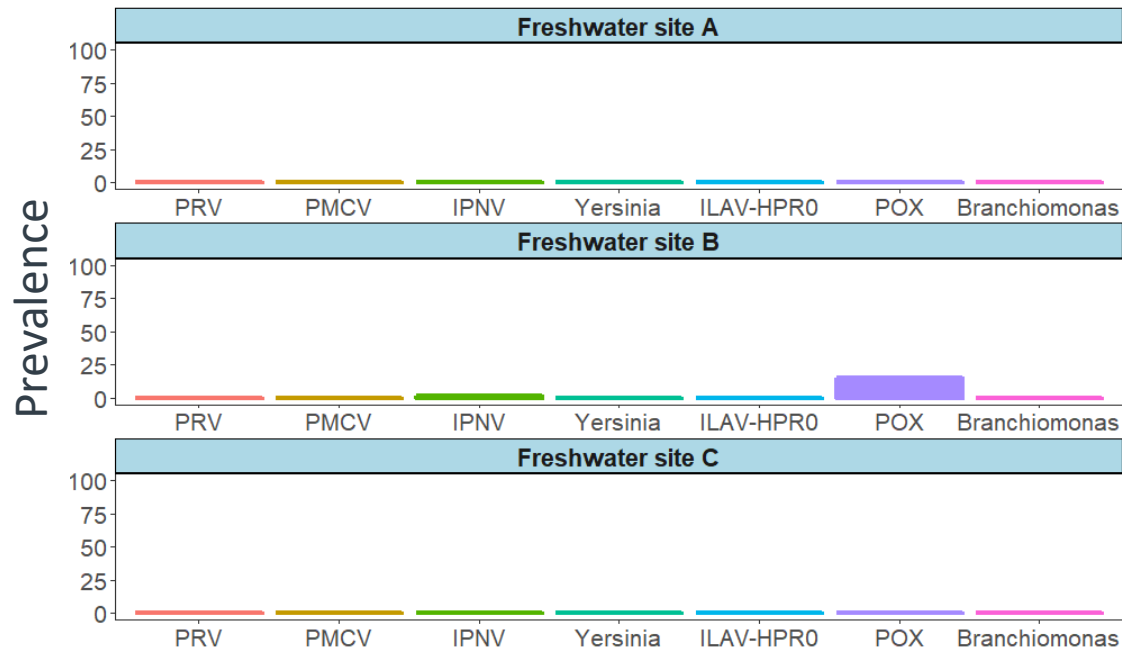 Prevalence
Freshwater site A
100
75
50
25
0
PRV PMCV IPNV Yersinia ILAV-HPR0 POX Branchiomonas
Freshwater site B
100
75
50
25
0
PRV PMCV IPNV Yersinia ILAV-HPR0 POX Branchiomonas
Freshwater site C
100
75
50
25
0
PRV PMCV IPNV Yersinia ILAV-HPR0 POX Branchiomonas